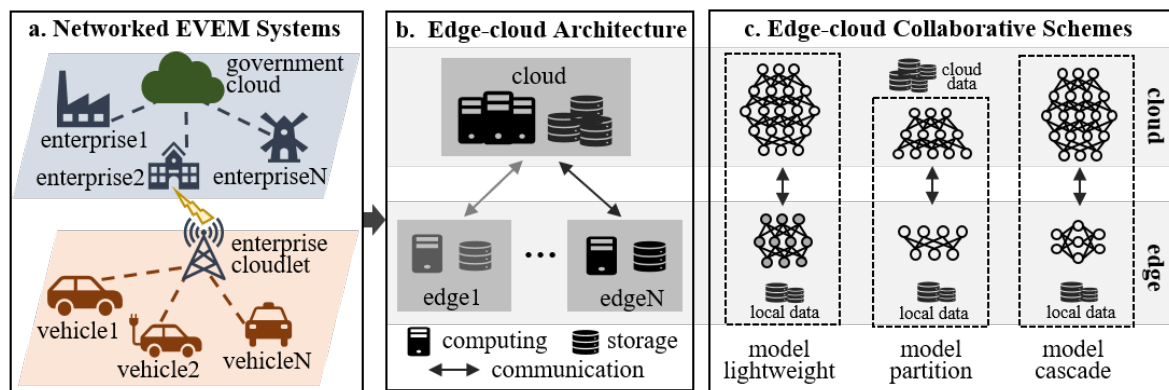 a. Networked EVEM Systems
government
cloud
enterprise1
enterprise2
enterpriseN
enterprise
cloudlet
vehicle1
vehicle2
vehicleN
b. Edge-cloud Architecture
cloud
edge1
...
edgeN
computing
storage
communication
c. Edge-cloud Collaborative Schemes
cloud
data
cloud
edge
local data
local data
local data
model
lightweight
model
partition
model
cascade